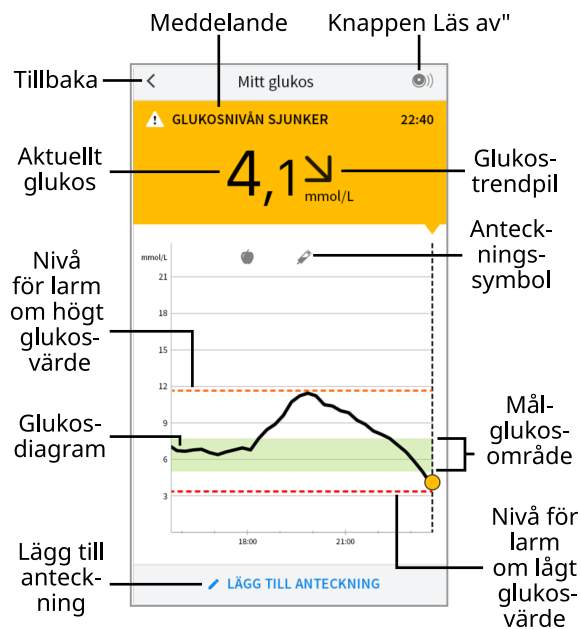 Meddelande
Knappen Läs av"
Tillbaka
Mitt glukos
GLUKOSNIVÅN SJUNKER
22:40
Aktuellt
glukos
4,1
mmol/L
Glukos-
trendpil
Anteck-
nings-
symbol
Nivå
för larm
om högt
glukos-
värde
mmol/L
21
18
15
12
9
6
3
18:00
21:00
Glukos-
diagram
Mål-
glukos-
område
Nivå för
larm
om lågt
glukos-
värde
Lägg till
anteck-
ning
LÄGG TILL ANTECKNING